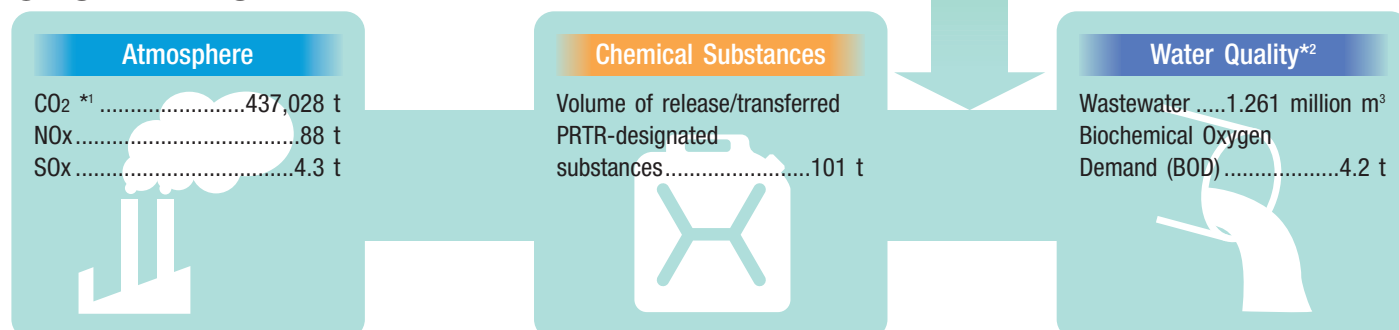 Atmosphere
CO2 *1 ......................437,028 t
NOx.....................................88 t
SOx....................................4.3 t
Chemical Substances
Volume of release/transferred
PRTR-designated
substances........................101 t
Water Quality*2
Wastewater .....1.261 million m3
Biochemical Oxygen
Demand (BOD)...................4.2 t